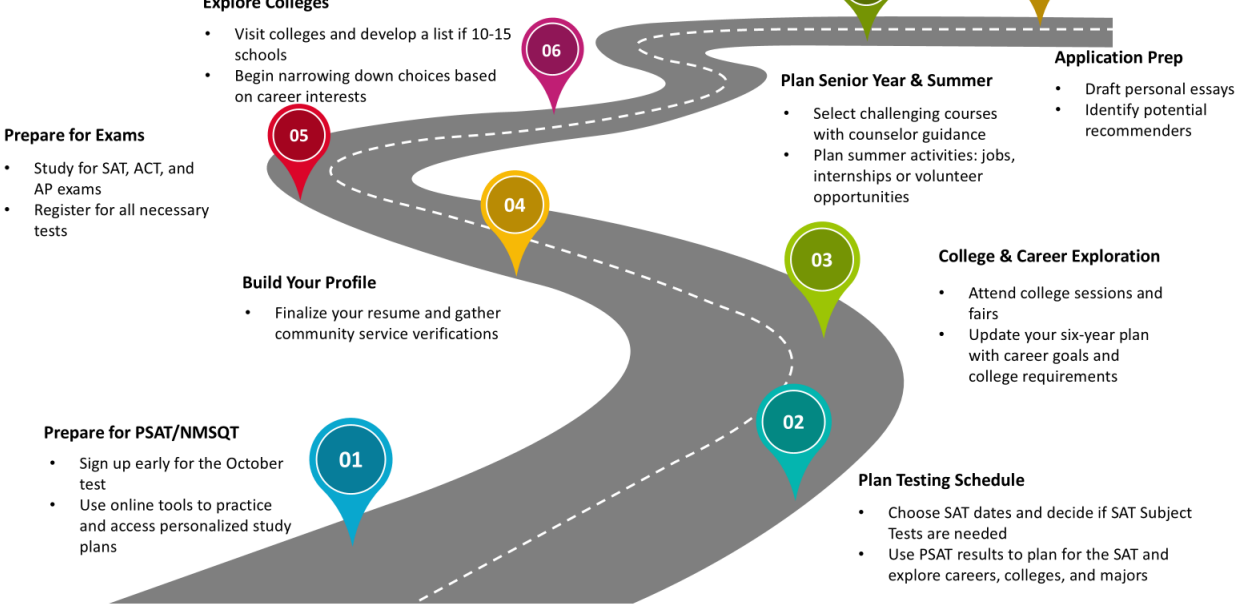 Explore Colleges
• Visit colleges and develop a list if 10-15
schools
• Begin narrowing down choices based
on career interests
06
Application Prep
• Draft personal essays
• Identify potential
recommenders
Plan Senior Year & Summer
• Select challenging courses
with counselor guidance
• Plan summer activities: jobs,
internships or volunteer
opportunities
Prepare for Exams
• Study for SAT, ACT, and
AP exams
• Register for all necessary
tests
05
04
03
College & Career Exploration
• Attend college sessions and
fairs
• Update your six-year plan
with career goals and
college requirements
Build Your Profile
• Finalize your resume and gather
community service verifications
02
Prepare for PSAT/NMSQT
• Sign up early for the October
test
• Use online tools to practice
and access personalized study
plans
01
Plan Testing Schedule
• Choose SAT dates and decide if SAT Subject
Tests are needed
• Use PSAT results to plan for the SAT and
explore careers, colleges, and majors